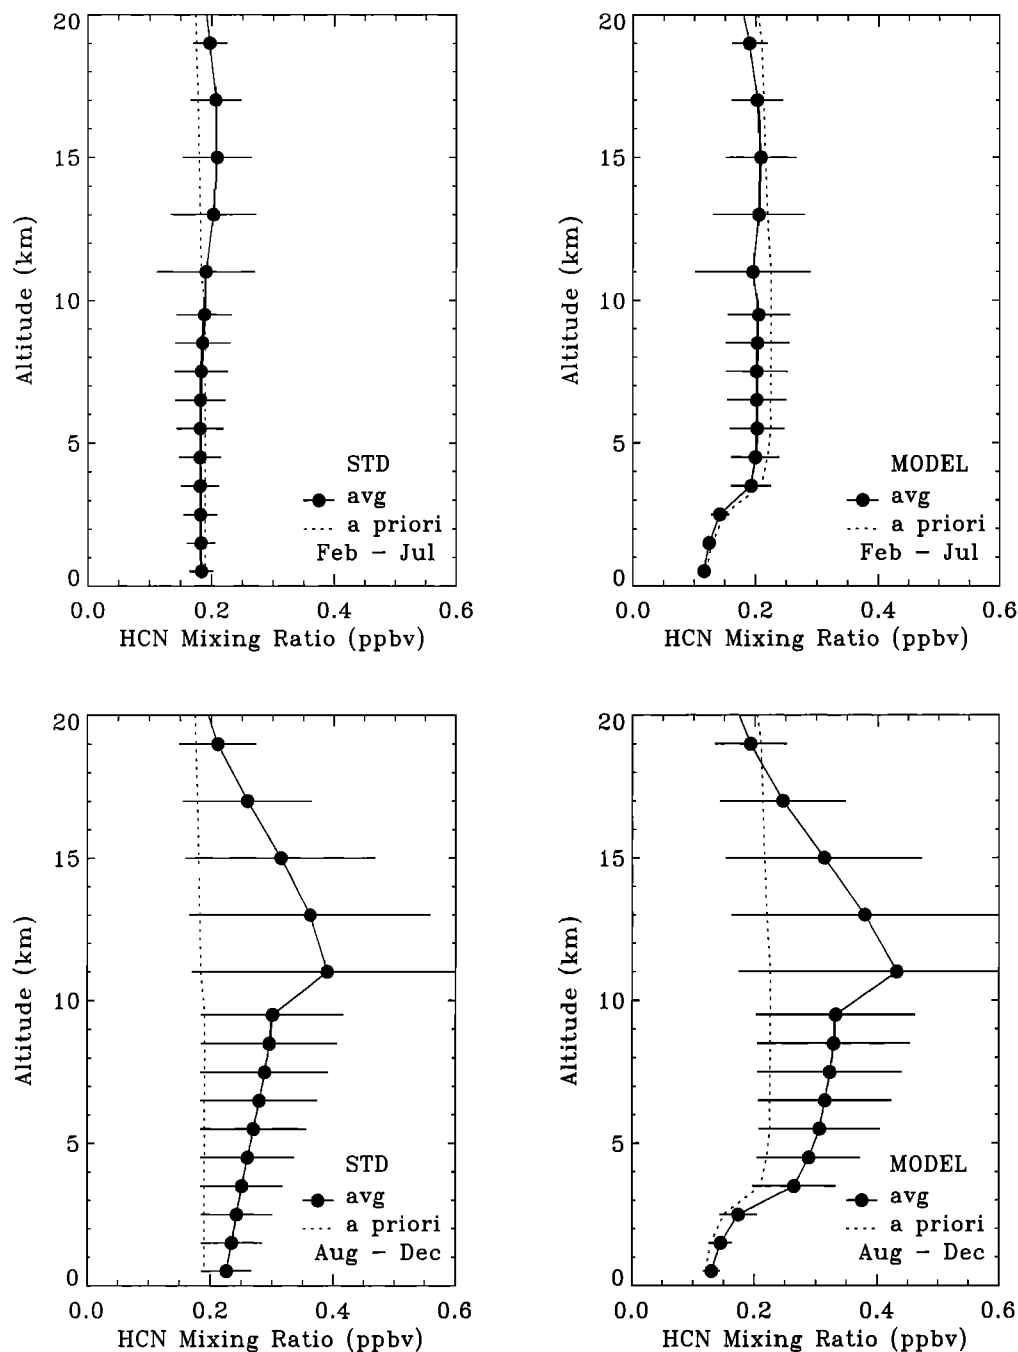 20
15
10
5
0
Altitude (km)
STD
avg
a priori
Feb – Jul
0.0 0.2 0.4 0.6
HCN Mixing Ratio (ppbv)
20
15
10
5
0
Altitude (km)
MODEL
avg
a priori
Feb – Jul
0.0 0.2 0.4 0.6
HCN Mixing Ratio (ppbv)
20
15
10
5
0
Altitude (km)
STD
avg
a priori
Aug – Dec
0.0 0.2 0.4 0.6
HCN Mixing Ratio (ppbv)
20
15
10
5
0
Altitude (km)
MODEL
avg
a priori
Aug – Dec
0.0 0.2 0.4 0.6
HCN Mixing Ratio (ppbv)